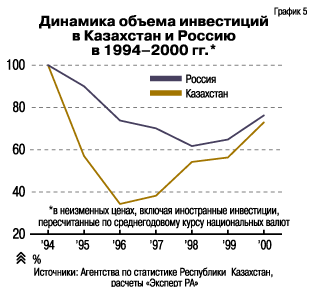 График 5
Динамика объема инвестиций
в Казахстан и Россию
в 1994–2000 гг.*
100
Россия
Казахстан
80
60
40
*в неизменных ценах, включая иностранные инвестиции,
пересчитанные по среднегодовому курсу национальных валют
20
'94 '95 '96 '97 '98 '99 '00
%
Источники: Агентства по статистике Республики Казахстан,
расчеты «Эксперт РА»